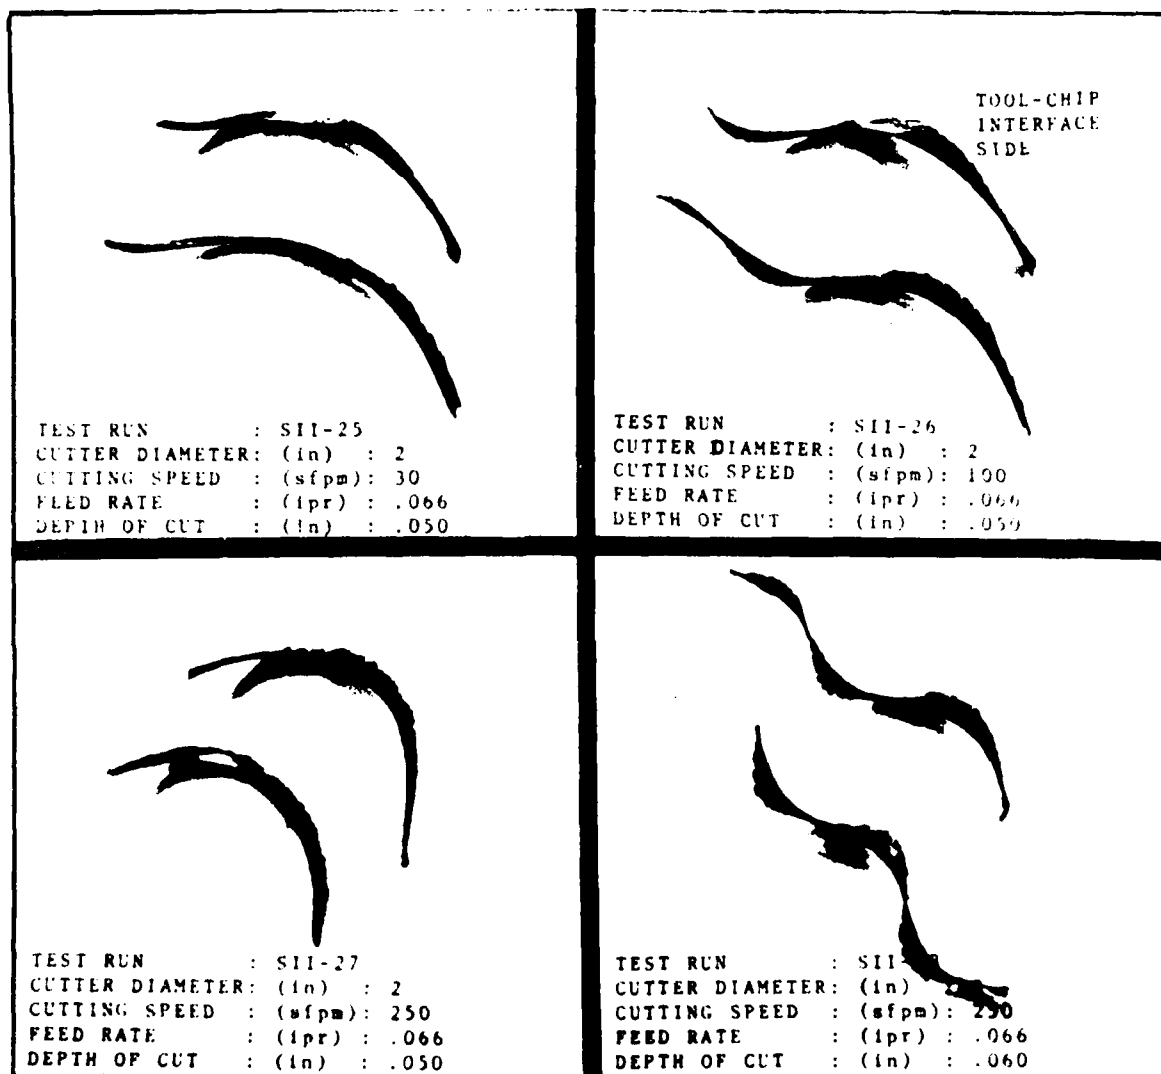 TOOL-CHIP
INTERFACE
SIDE
TEST RUN : SII-25
CUTTER DIAMETER: (in) : 2
CUTTING SPEED : (sfpm): 30
FEED RATE : (ipr) : .066
DEPTH OF CUT : (in) : .050
TEST RUN : SII-26
CUTTER DIAMETER: (in) : 2
CUTTING SPEED : (sfpm): 100
FEED RATE : (ipr) : .066
DEPTH OF CUT : (in) : .050
TEST RUN : SII-27
CUTTER DIAMETER: (in) : 2
CUTTING SPEED : (sfpm): 250
FEED RATE : (ipr) : .066
DEPTH OF CUT : (in) : .050
TEST RUN : SII-
CUTTER DIAMETER: (in)
CUTTING SPEED : (sfpm): 250
FEED RATE : (ipr) : .066
DEPTH OF CUT : (in) : .060